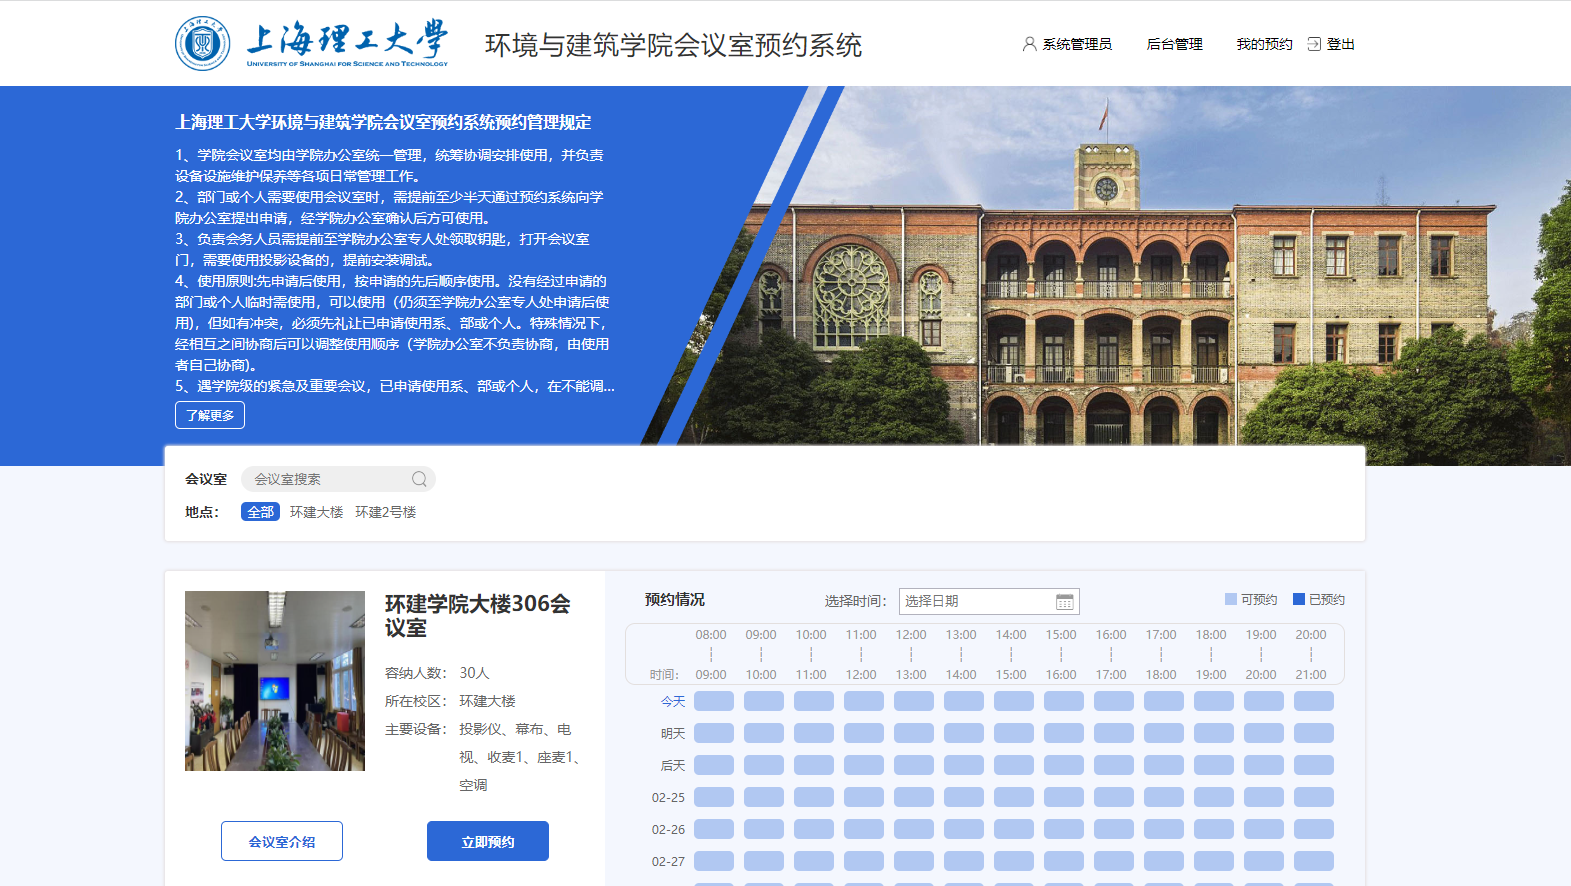 上海理工大學
UNIVERSITY OF SHANGHAI FOR SCIENCE AND TECHNOLOGY
环境与建筑学院会议室预约系统
系统管理员 后台管理 我的预约 登出
上海理工大学环境与建筑学院会议室预约系统预约管理规定
1、学院会议室均由学院办公室统一管理，统筹协调安排使用，并负责
设备设施维护保养等各项日常管理工作。
2、部门或个人需要使用会议室时，需提前至少半天通过预约系统向学
院办公室提出申请，经学院办公室确认后方可使用。
3、负责会务人员需提前至学院办公室专人处领取钥匙，打开会议室
门，需要使用投影设备的，提前安装调试。
4、使用原则:先申请后使用，按申请的先后顺序使用。没有经过申请的
部门或个人临时需使用，可以使用（仍须至学院办公室专人处申请后使
用)，但如有冲突，必须先礼让已申请使用系、部或个人。特殊情况下，
经相互之间协商后可以调整使用顺序（学院办公室不负责协商，由使用
者自己协商)。
5、遇学院级的紧急及重要会议，已申请使用系、部或个人，在不能调...
了解更多
会议室 会议室搜索
地点： 全部 环建大楼 环建2号楼
环建学院大楼306会
议室
容纳人数： 30人
所在校区： 环建大楼
主要设备： 投影仪、幕布、电
视、收麦1、座麦1、
空调
会议室介绍 立即预约
预约情况 选择时间： 选择日期 可预约 已预约
08:00 09:00 10:00 11:00 12:00 13:00 14:00 15:00 16:00 17:00 18:00 19:00 20:00
时间： 09:00 10:00 11:00 12:00 13:00 14:00 15:00 16:00 17:00 18:00 19:00 20:00 21:00
今天
明天
后天
02-25
02-26
02-27